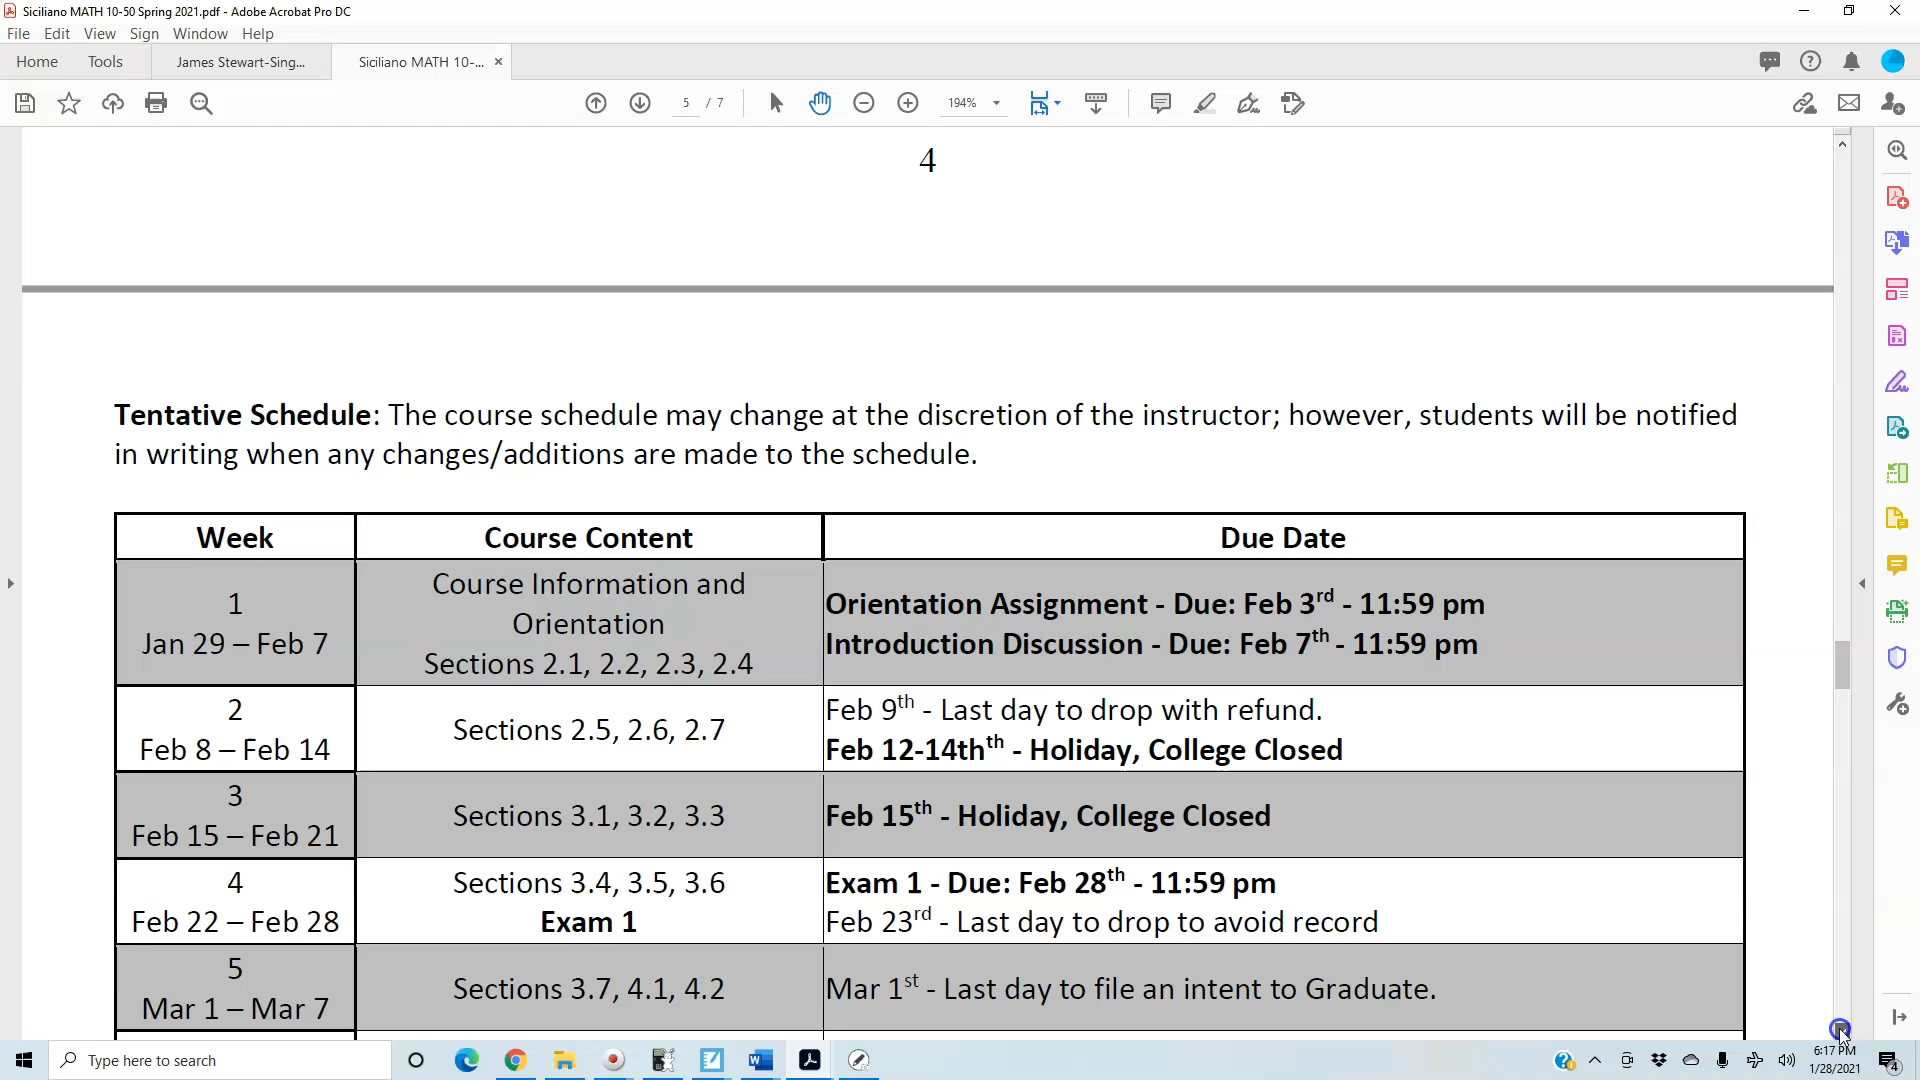 Siciliano MATH 10-50 Spring 2021.pdf - Adobe Acrobat Pro DC
File Edit View Sign Window Help
Home Tools James Stewart-Sing... Siciliano MATH 10-... ×
5 / 7 194%
4
Tentative Schedule: The course schedule may change at the discretion of the instructor; however, students will be notified
in writing when any changes/additions are made to the schedule.
Week Course Content Due Date
1
Jan 29 – Feb 7
Course Information and
Orientation
Sections 2.1, 2.2, 2.3, 2.4
Orientation Assignment - Due: Feb 3rd - 11:59 pm
Introduction Discussion - Due: Feb 7th - 11:59 pm
2
Feb 8 – Feb 14
Sections 2.5, 2.6, 2.7
Feb 9th - Last day to drop with refund.
Feb 12-14thth - Holiday, College Closed
3
Feb 15 – Feb 21
Sections 3.1, 3.2, 3.3
Feb 15th - Holiday, College Closed
4
Feb 22 – Feb 28
Sections 3.4, 3.5, 3.6
Exam 1
Exam 1 - Due: Feb 28th - 11:59 pm
Feb 23rd - Last day to drop to avoid record
5
Mar 1 – Mar 7
Sections 3.7, 4.1, 4.2
Mar 1st - Last day to file an intent to Graduate.
Type here to search
6:17 PM
1/28/2021
4